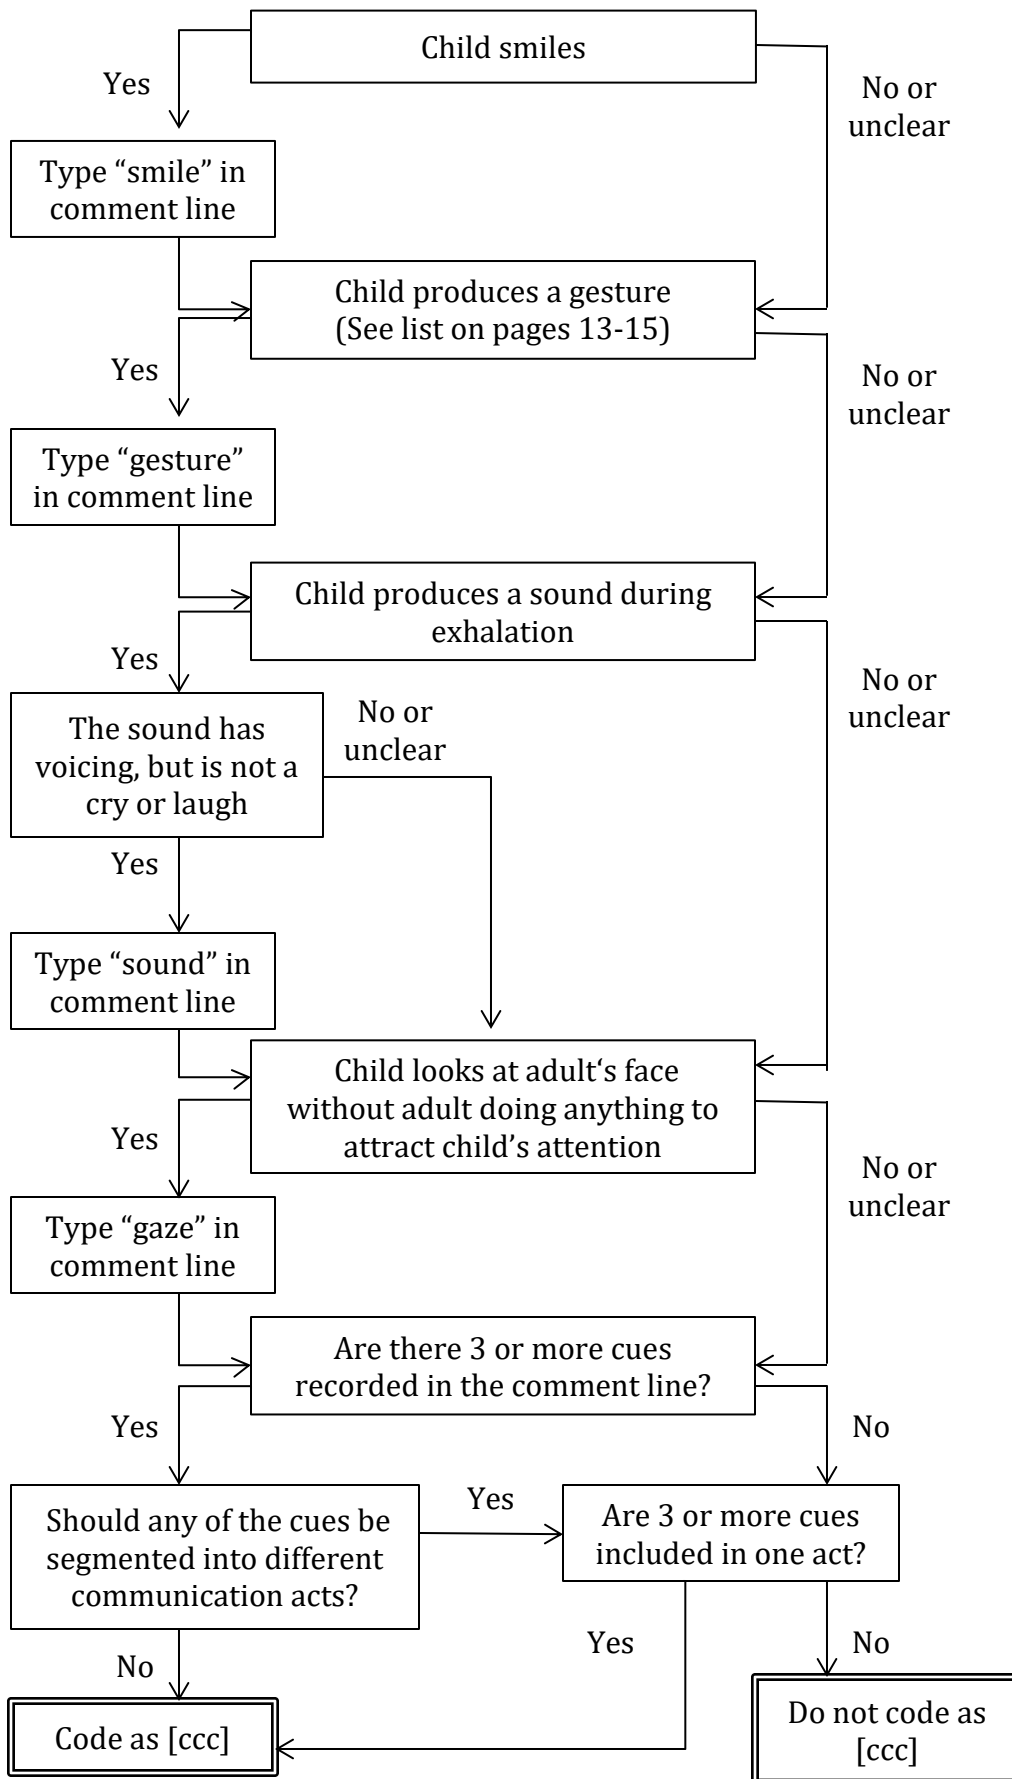 Child smiles
Yes
No or
unclear
Type “smile” in
comment line
Child produces a gesture
(See list on pages 13-15)
Yes
No or
unclear
Type “gesture”
in comment line
Child produces a sound during
exhalation
Yes
No or
unclear
The sound has
voicing, but is not a
cry or laugh
No or
unclear
Yes
Type “sound” in
comment line
Child looks at adult‘s face
without adult doing anything to
attract child’s attention
Yes
No or
unclear
Type “gaze” in
comment line
Are there 3 or more cues
recorded in the comment line?
Yes
No
Should any of the cues be
segmented into different
communication acts?
Yes
Are 3 or more cues
included in one act?
No
Yes
No
Code as [ccc]
Do not code as
[ccc]